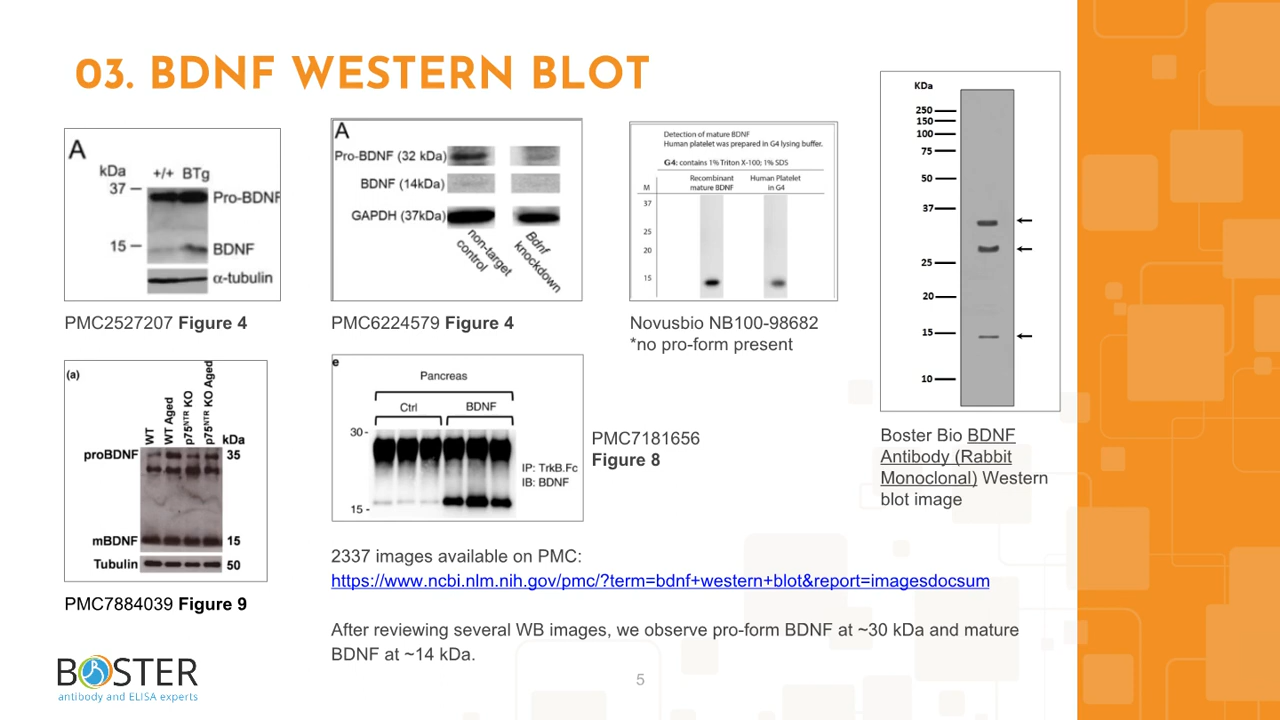 03. BDNF WESTERN BLOT
A
kDa
+/+ BTg
37
Pro-BDNF
15
BDNF
α-tubulin
PMC2527207 Figure 4
A
Pro-BDNF (32 kDa)
BDNF (14kDa)
GAPDH (37kDa)
non-target
control
Bdnf
knockdown
PMC6224579 Figure 4
Detection of mature BDNF
Human platelet was prepared in G4 lysing buffer.
G4: contains 1% Triton X-100; 1% SDS
Recombinant
mature BDNF
Human Platelet
in G4
M
37
25
20
15
Novusbio NB100-98682
*no pro-form present
KDa
250
150
100
75
50
37
25
20
15
10
Boster Bio BDNF
Antibody (Rabbit
Monoclonal) Western
blot image
(a)
WT
WT Aged
p75NTR KO
p75NTR KO Aged
kDa
proBDNF
35
mBDNF
15
Tubulin
50
PMC7884039 Figure 9
e
Pancreas
Ctrl
BDNF
30-
IP: TrkB.Fc
IB: BDNF
15 -
PMC7181656
Figure 8
2337 images available on PMC:
https://www.ncbi.nlm.nih.gov/pmc/?term=bdnf+western+blot&report=imagesdocsum
After reviewing several WB images, we observe pro-form BDNF at ~30 kDa and mature
BDNF at ~14 kDa.
BOSTER
antibody and ELISA experts
5